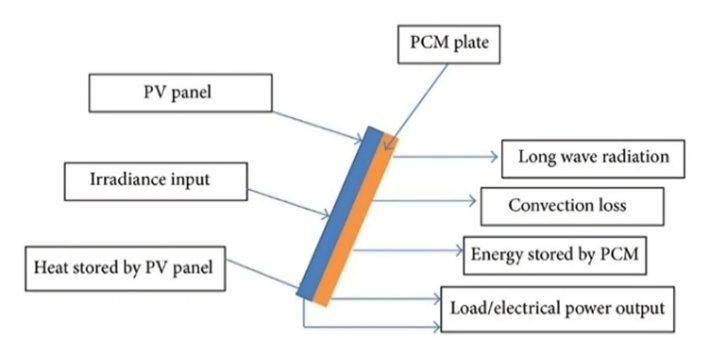 PCM plate
PV panel
Long wave radiation
Irradiance input
Convection loss
Energy stored by PCM
Heat stored by PV panel
Load/electrical power output